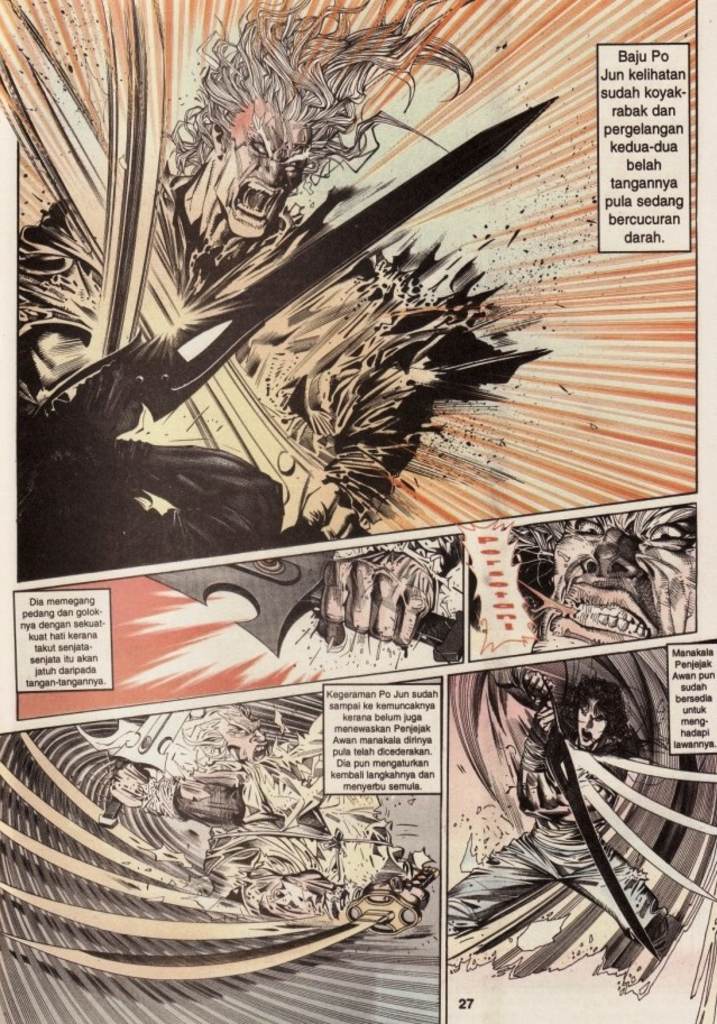 Baju Po
Jun kelihatan
sudah koyak-
rabak dan
pergelangan
kedua-dua
belah
tangannya
pula sedang
bercucuran
darah.
Dia memegang
pedang dan golok-
nya dengan sekuat-
kuat hati kerana
takut senjata-
senjata itu akan
jatuh daripada
tangan-tangannya.
Kegeraman Po Jun sudah
sampai ke kemuncaknya
kerana belum juga
menewaskan Penjejak
Awan manakala dirinya
pula telah dicederakan.
Dia pun mengaturkan
kembali langkahnya dan
menyerbu semula.
Manakala
Penjejak
Awan pun
sudah
bersedia
untuk
meng-
hadapi
lawannya.
27